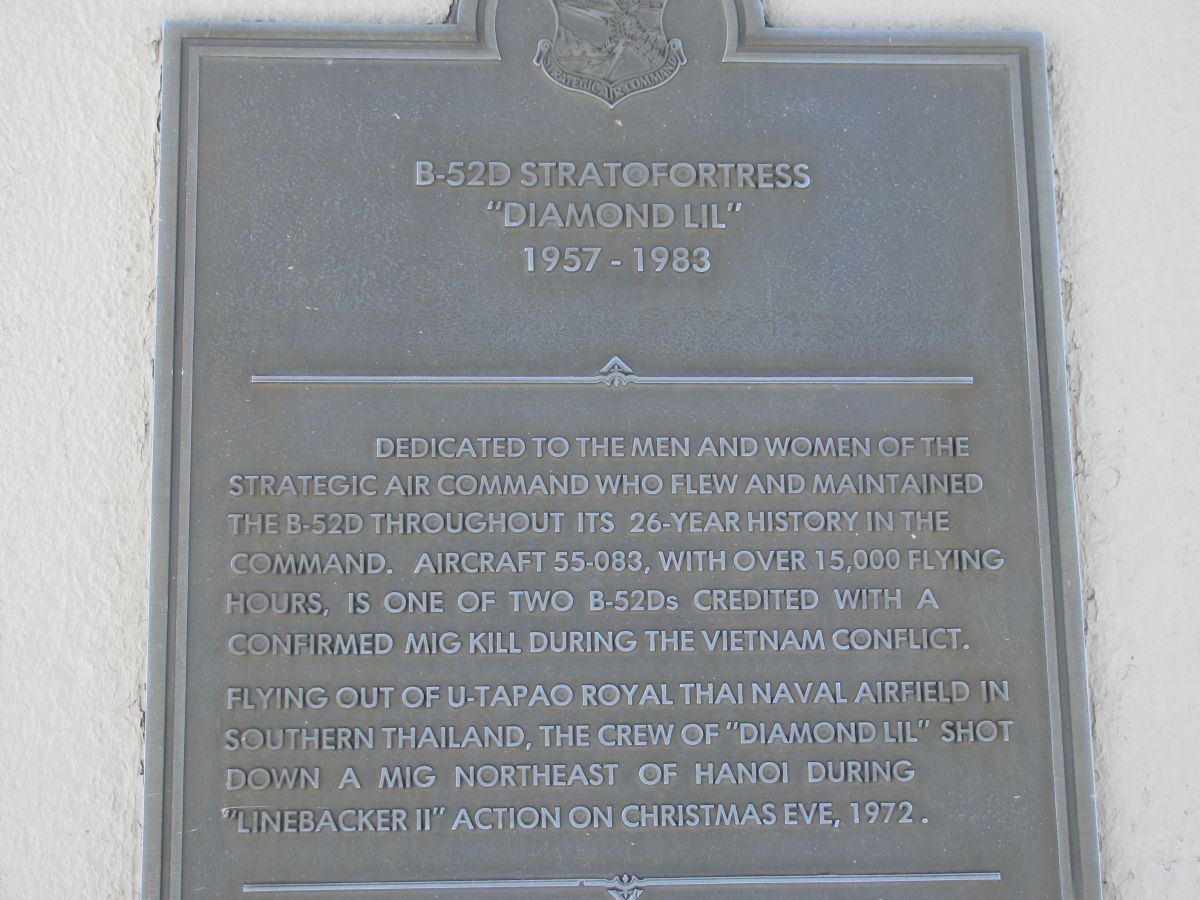 STRATEGIC AIR COMMAND
B-52D STRATOFORTRESS
"DIAMOND LIL"
1957 - 1983
DEDICATED TO THE MEN AND WOMEN OF THE
STRATEGIC AIR COMMAND WHO FLEW AND MAINTAINED
THE B-52D THROUGHOUT ITS 26-YEAR HISTORY IN THE
COMMAND. AIRCRAFT 55-083, WITH OVER 15,000 FLYING
HOURS, IS ONE OF TWO B-52Ds CREDITED WITH A
CONFIRMED MIG KILL DURING THE VIETNAM CONFLICT.
FLYING OUT OF U-TAPAO ROYAL THAI NAVAL AIRFIELD IN
SOUTHERN THAILAND, THE CREW OF "DIAMOND LIL" SHOT
DOWN A MIG NORTHEAST OF HANOI DURING
"LINEBACKER II" ACTION ON CHRISTMAS EVE, 1972.